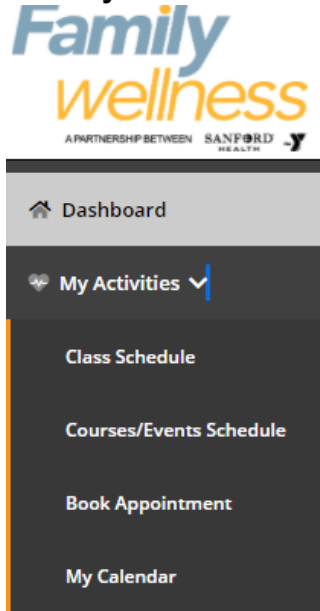 Family
wellness
A PARTNERSHIP BETWEEN SANFORD HEALTH Y
Dashboard
My Activities
Class Schedule
Courses/Events Schedule
Book Appointment
My Calendar